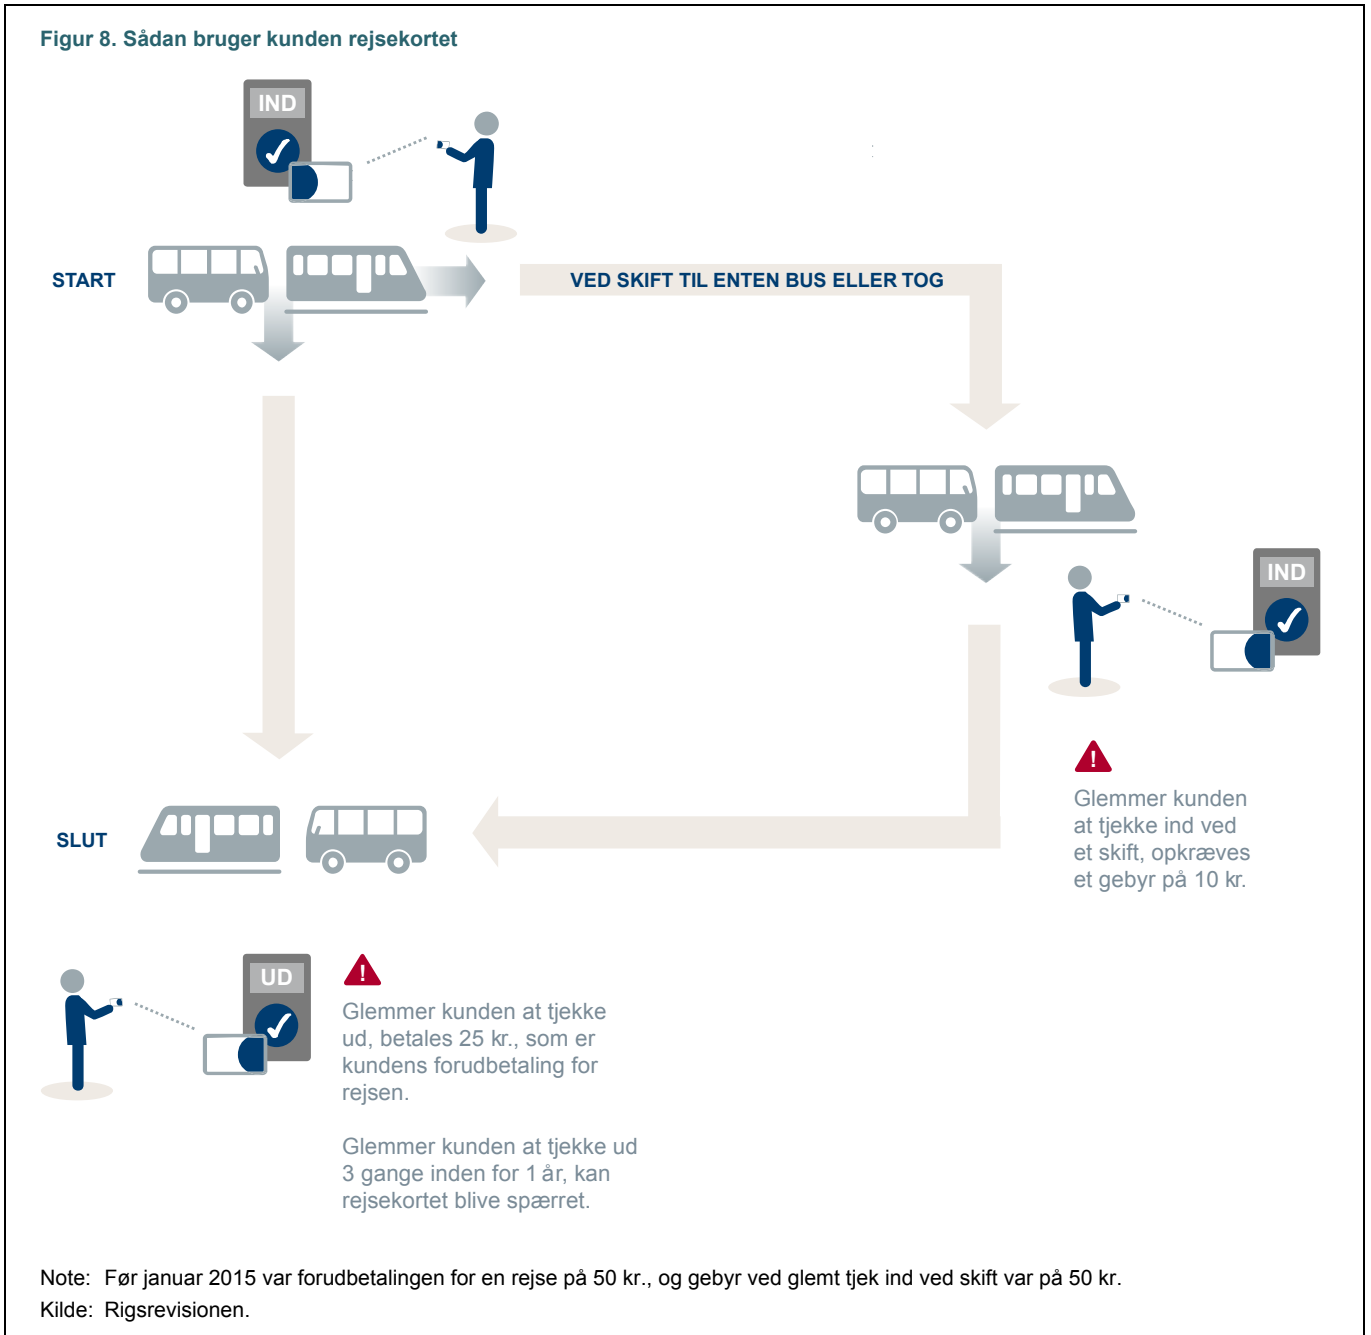 Figur 8. Sådan bruger kunden rejsekortet
IND
START
VED SKIFT TIL ENTEN BUS ELLER TOG
IND
Glemmer kunden
at tjekke ind ved
et skift, opkræves
et gebyr på 10 kr.
SLUT
UD
Glemmer kunden at tjekke
ud, betales 25 kr., som er
kundens forudbetaling for
rejsen.
Glemmer kunden at tjekke ud
3 gange inden for 1 år, kan
rejsekortet blive spærret.
Note: Før januar 2015 var forudbetalingen for en rejse på 50 kr., og gebyr ved glemt tjek ind ved skift var på 50 kr.
Kilde: Rigsrevisionen.